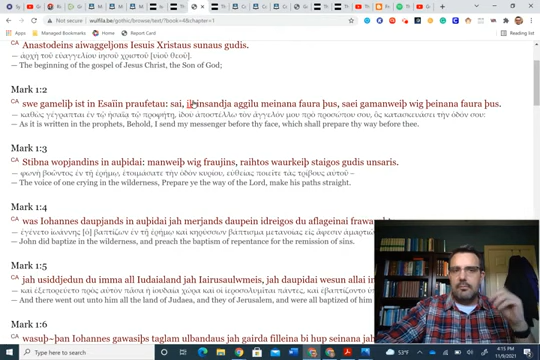 Not secure | wulfila.be/gothic/browse/text/?book=4&chapter=1
Apps
Home
Report Card
Reading list
CA Anastodeins aiwaggeljons Iesuis Xristaus sunaus gudis.
– ἀρχὴ τοῦ εὐαγγελίου ἰησοῦ χριστοῦ [υἱοῦ θεοῦ].
– The beginning of the gospel of Jesus Christ, the Son of God;
Mark 1:2
CA swe gameliþ ist in Esaïin praufetau: sai, ik insandja aggilu meinana faura þus, saei gamanweiþ wig þeinana faura þus.
– καθὼς γέγραπται ἐν τῷ ἠσαΐᾳ τῷ προφήτῃ, ἰδοὺ ἀποστέλλω τὸν ἄγγελόν μου πρὸ προσώπου σου, ὃς κατασκευάσει τὴν ὁδόν σου:
– As it is written in the prophets, Behold, I send my messenger before thy face, which shall prepare thy way before thee.
Mark 1:3
CA Stibna wopjandins in auþidai: manweiþ wig fraujins, raihtos waurkeiþ staigos gudis unsaris.
– φωνὴ βοῶντος ἐν τῇ ἐρήμῳ, ἑτοιμάσατε τὴν ὁδὸν κυρίου, εὐθείας ποιεῖτε τὰς τρίβους αὐτοῦ –
– The voice of one crying in the wilderness, Prepare ye the way of the Lord, make his paths straight.
Mark 1:4
CA was Iohannes daupjands in auþidai jah merjands daupein idreigos du aflageinai
– ἐγένετο ἰωάννης [ὁ] βαπτίζων ἐν τῇ ἐρήμῳ καὶ κηρύσσων βάπτισμα μετανοίας εἰς ἄφεσιν
– John did baptize in the wilderness, and preach the baptism of repentance for the remission of sins.
Mark 1:5
CA jah usiddjedun du imma all Iudaialand jah Iairusaulwmeis, jah daupidai wesun allai
– καὶ ἐξεπορεύετο πρὸς αὐτὸν πᾶσα ἡ ἰουδαία χώρα καὶ οἱ ἱεροσολυμῖται πάντες, καὶ
– And there went out unto him all the land of Judaea, and they of Jerusalem, and were all baptized of him
Mark 1:6
CA wasuþ-þan Iohannes gawasiþs taglam ulbandaus jah gairda filleina bi hup seinana jah
Type here to search
53°F
4:15 PM
11/9/2021